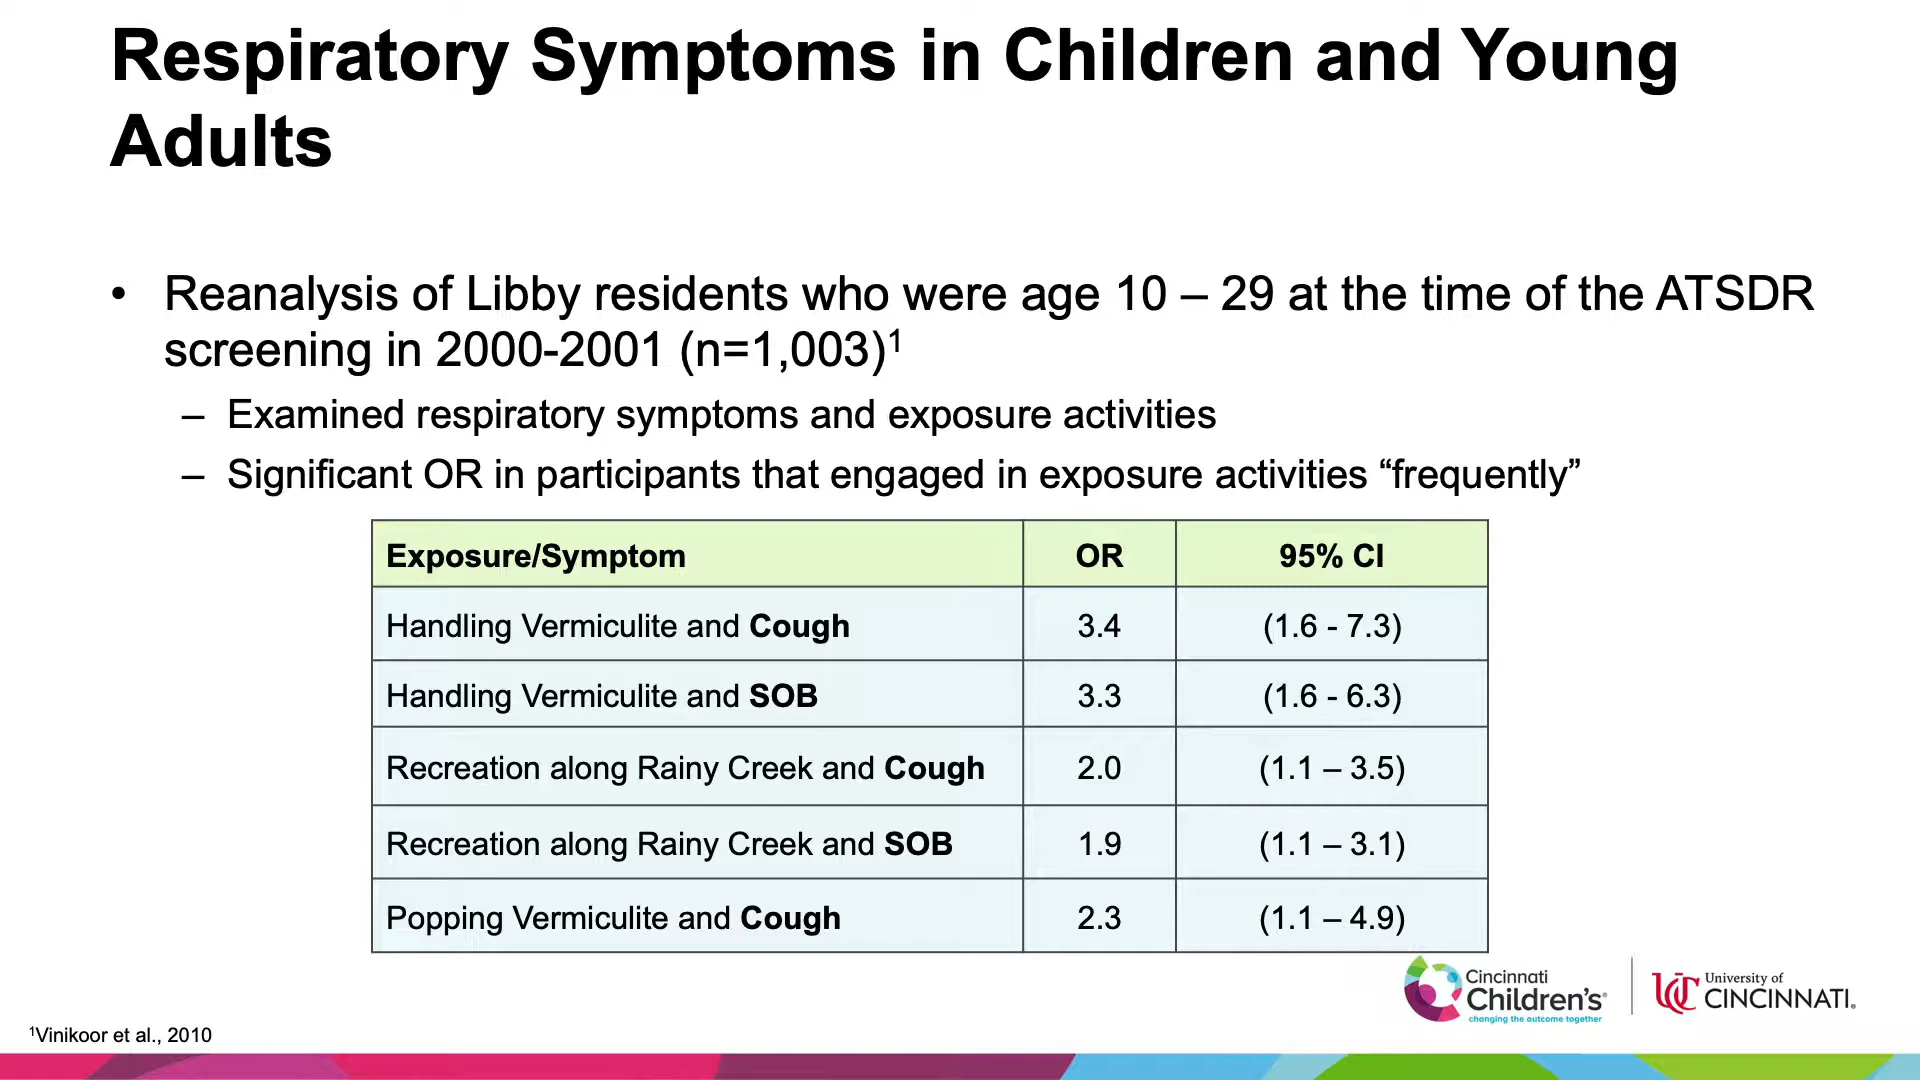 Respiratory Symptoms in Children and Young
Adults
• Reanalysis of Libby residents who were age 10 – 29 at the time of the ATSDR
screening in 2000-2001 (n=1,003)¹
– Examined respiratory symptoms and exposure activities
– Significant OR in participants that engaged in exposure activities “frequently”
Exposure/Symptom OR 95% CI
Handling Vermiculite and Cough 3.4 (1.6 - 7.3)
Handling Vermiculite and SOB 3.3 (1.6 - 6.3)
Recreation along Rainy Creek and Cough 2.0 (1.1 – 3.5)
Recreation along Rainy Creek and SOB 1.9 (1.1 – 3.1)
Popping Vermiculite and Cough 2.3 (1.1 – 4.9)
Cincinnati
Children's®
changing the outcome together
UC
University of
CINCINNATI®
¹Vinikoor et al., 2010